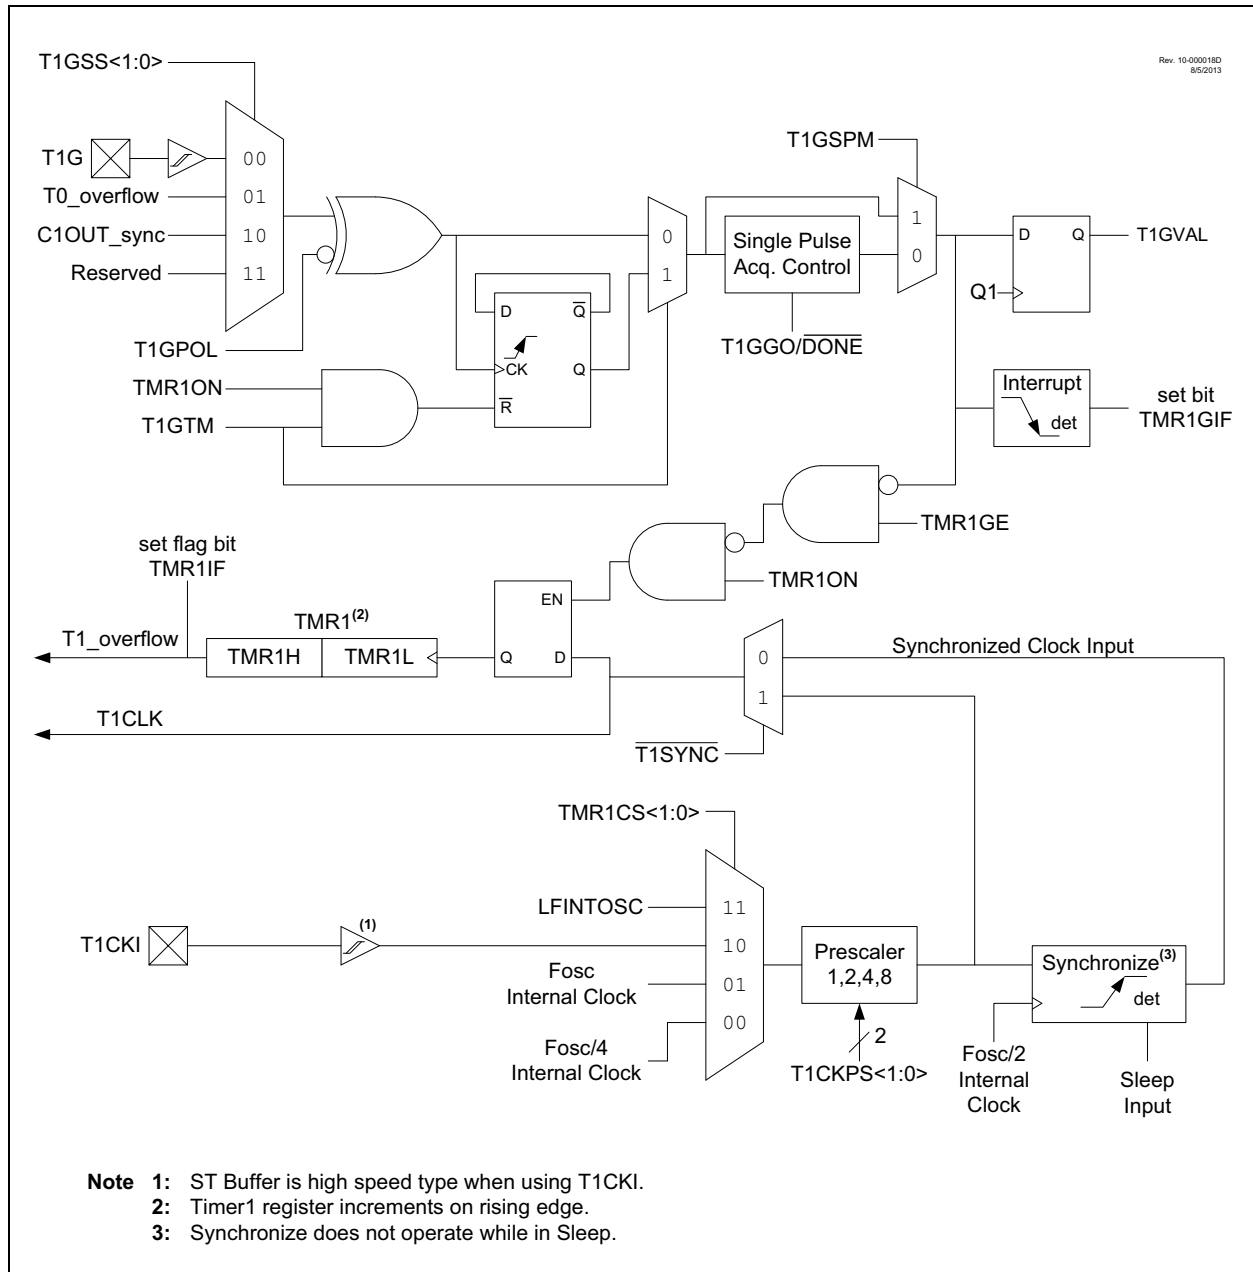 Rev. 10-000018D
8/5/2013
T1GSS<1:0>
T1G
00
T0_overflow
01
C1OUT_sync
10
Reserved
11
T1GPOL
TMR1ON
T1GTM
D
Q
CK
Q
R
0
1
Single Pulse
Acq. Control
T1GGO/DONE
T1GSPM
1
0
D
Q
T1GVAL
Q1
Interrupt
det
set bit
TMR1GIF
TMR1GE
TMR1ON
set flag bit
TMR1IF
TMR1(2)
T1_overflow
TMR1H
TMR1L
EN
Q
D
T1CLK
0
1
Synchronized Clock Input
T1SYNC
TMR1CS<1:0>
LFINTOSC
11
T1CKI
(1)
10
Fosc
Internal Clock
01
00
Fosc/4
Internal Clock
Prescaler
1,2,4,8
2
T1CKPS<1:0>
Synchronize(3)
det
Fosc/2
Internal
Clock
Sleep
Input
Note 1: ST Buffer is high speed type when using T1CKI.
2: Timer1 register increments on rising edge.
3: Synchronize does not operate while in Sleep.